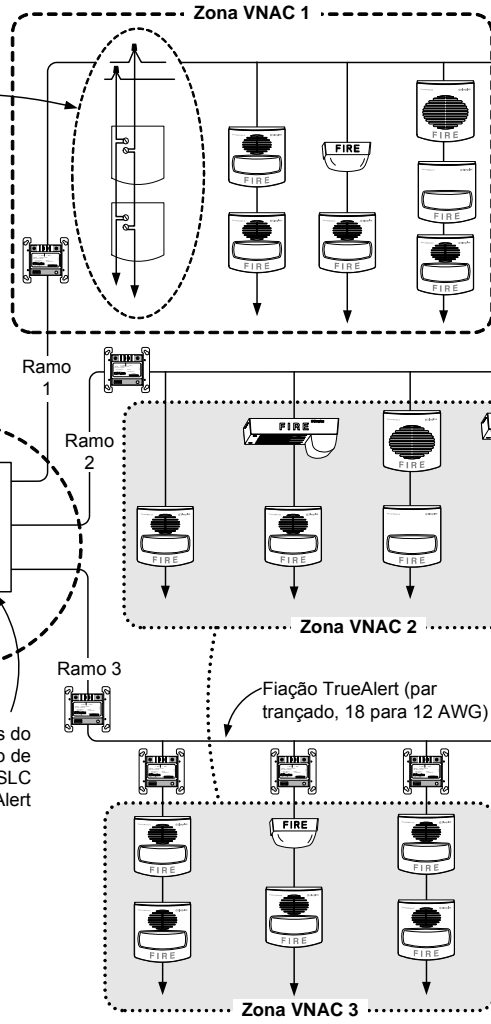 Zona VNAC 1
FIRE
FIRE
FIRE
FIRE
FIRE
FIRE
FIRE
Ramo
1
Ramo
2
FIRE
FIRE
FIRE
FIRE
FIRE
Zona VNAC 2
Ramo 3
Fiação TrueAlert (par
trançado, 18 para 12 AWG)
s do
o de
SLC
Alert
FIRE
FIRE
FIRE
FIRE
FIRE
FIRE
Zona VNAC 3